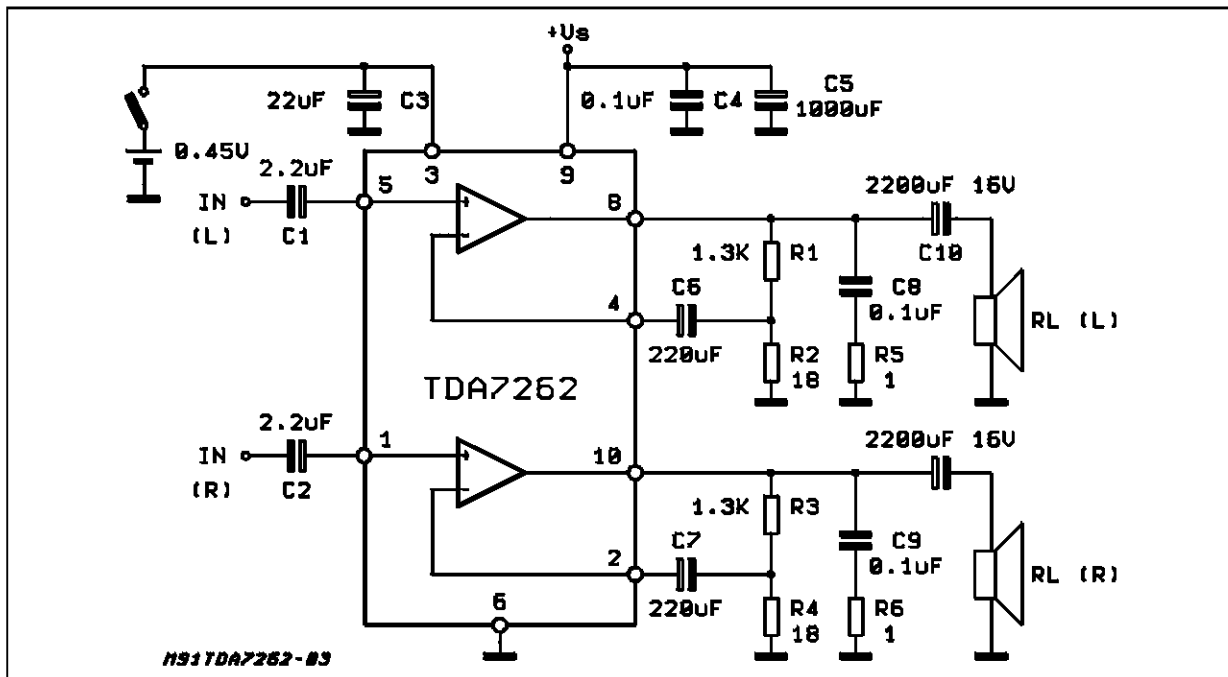 +Vs
22uF
C3
0.1uF
C4
C5
1000uF
0.45V
2.2uF
IN
(L)
C1
5
3
9
8
2200uF 16V
C10
1.3K
R1
C6
C8
0.1uF
4
220uF
R2
18
R5
1
RL (L)
TDA7262
2.2uF
IN
(R)
C2
1
10
2200uF 16V
1.3K
R3
C7
C9
0.1uF
2
220uF
R4
18
R6
1
RL (R)
6
M91TDA7262-03